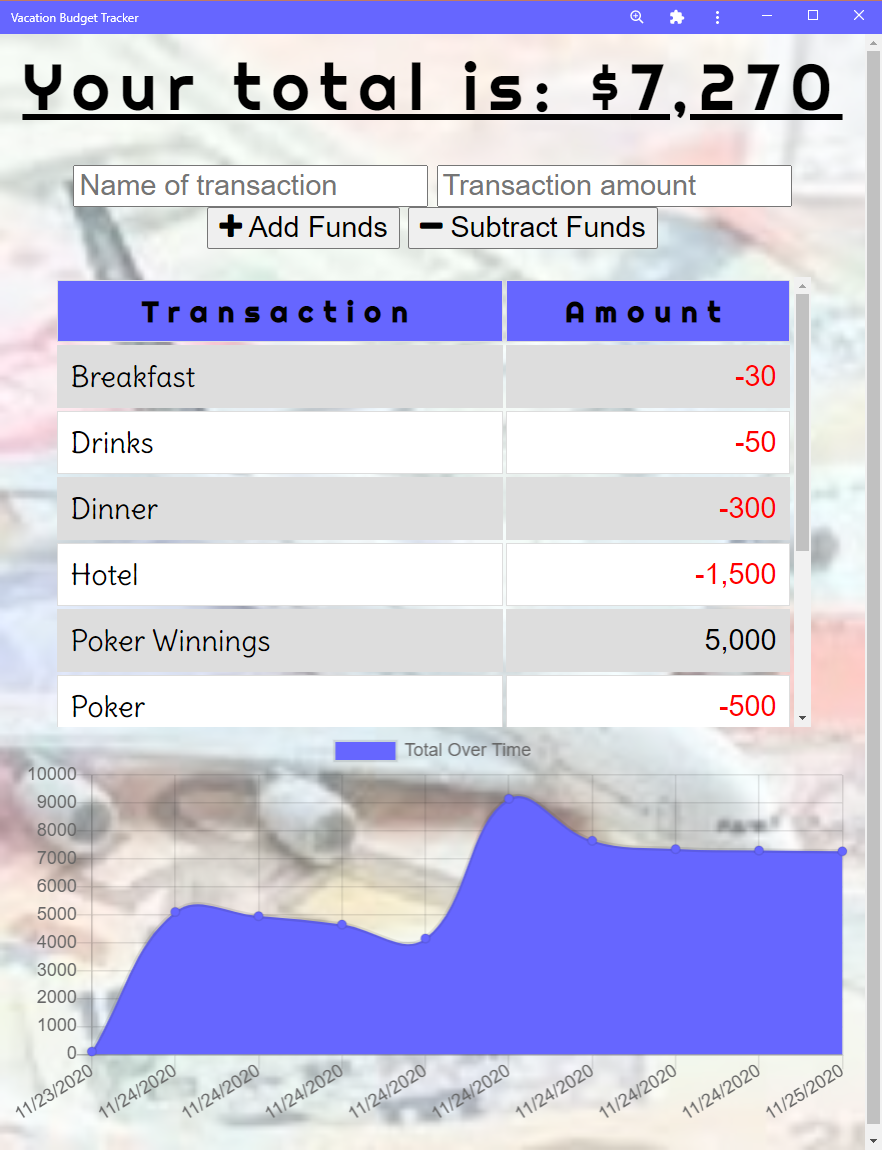 Vacation Budget Tracker
Your total is: $7,270
Name of transaction Transaction amount
Add Funds Subtract Funds
Transaction Amount
Breakfast -30
Drinks -50
Dinner -300
Hotel -1,500
Poker Winnings 5,000
Poker -500
Total Over Time
10000
9000
8000
7000
6000
5000
4000
3000
2000
1000
0
11/23/2020 11/24/2020 11/24/2020 11/24/2020 11/24/2020 11/24/2020 11/24/2020 11/24/2020 11/24/2020 11/25/2020